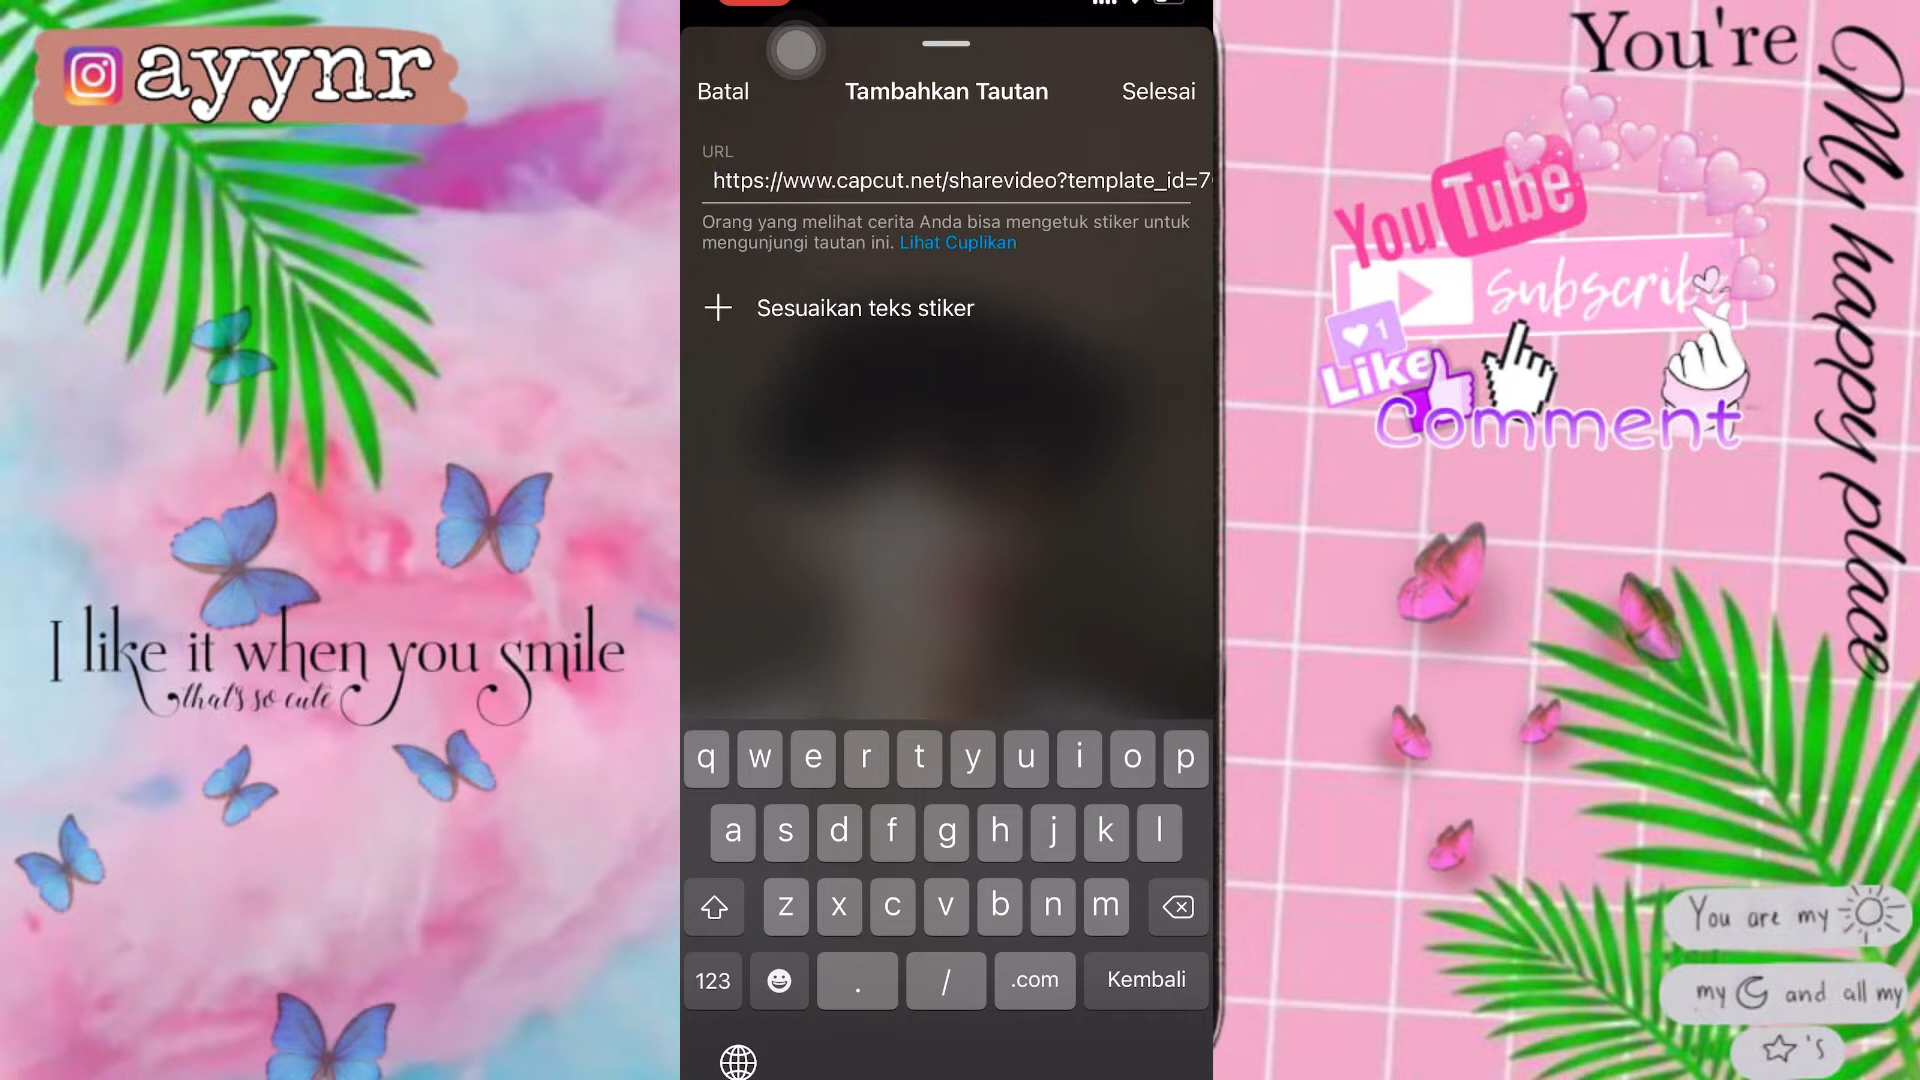 ayynr
I like it when you smile
that's so cute
Batal
Tambahkan Tautan
Selesai
URL
https://www.capcut.net/sharevideo?template_id=7
Orang yang melihat cerita Anda bisa mengetuk stiker untuk
mengunjungi tautan ini. Lihat Cuplikan
Sesuaikan teks stiker
q w e r t y u i o p
a s d f g h j k l
z x c v b n m
123 . / .com Kembali
You're
My happy place
YouTube
Subscribe
1
Like
Comment
You are my
my and all my
's